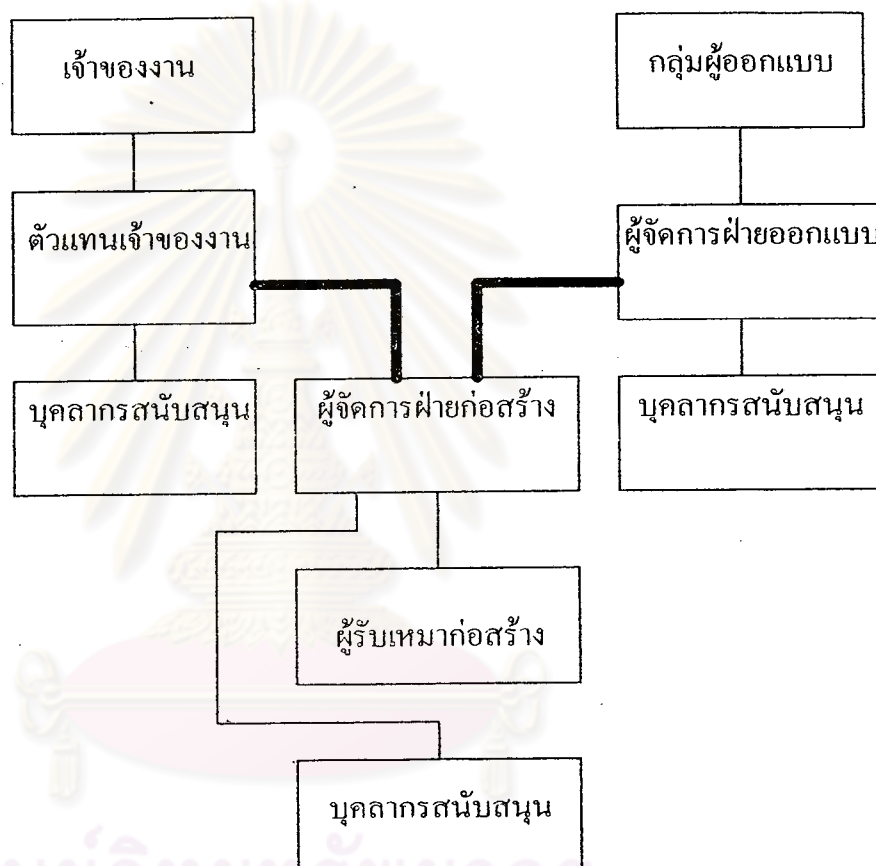 เจ้าของงาน
กลุ่มผู้ออกแบบ
ตัวแทนเจ้าของงาน
ผู้จัดการฝ่ายออกแบบ
บุคลากรสนับสนุน
ผู้จัดการฝ่ายก่อสร้าง
บุคลากรสนับสนุน
ผู้รับเหมาก่อสร้าง
บุคลากรสนับสนุน